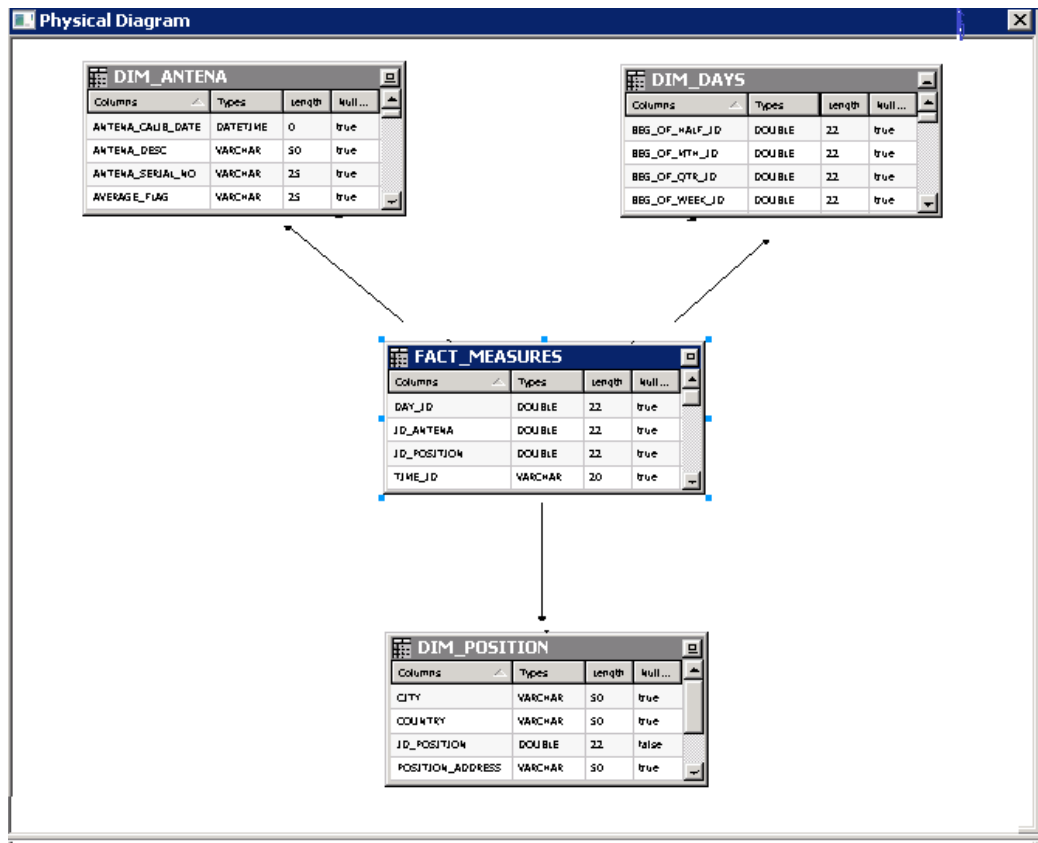 Physical Diagram
DIM_ANTENA
Columns Types Length Null...
ANTENA_CALIB_DATE DATETIME 0 true
ANTENA_DESC VARCHAR 50 true
ANTENA_SERIAL_NO VARCHAR 25 true
AVERAGE_FLAG VARCHAR 25 true
DIM_DAYS
Columns Types Length Null...
BEG_OF_HALF_ID DOUBLE 22 true
BEG_OF_MTH_ID DOUBLE 22 true
BEG_OF_QTR_ID DOUBLE 22 true
BEG_OF_WEEK_ID DOUBLE 22 true
FACT_MEASURES
Columns Types Length Null...
DAY_ID DOUBLE 22 true
ID_ANTENA DOUBLE 22 true
ID_POSITION DOUBLE 22 true
TIME_ID VARCHAR 20 true
DIM_POSITION
Columns Types Length Null...
CITY VARCHAR 50 true
COUNTRY VARCHAR 50 true
ID_POSITION DOUBLE 22 false
POSITION_ADDRESS VARCHAR 50 true